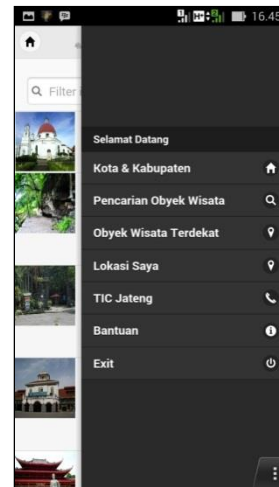 16.45
Filter
Selamat Datang
Kota & Kabupaten
Pencarian Obyek Wisata
Obyek Wisata Terdekat
Lokasi Saya
TIC Jateng
Bantuan
Exit